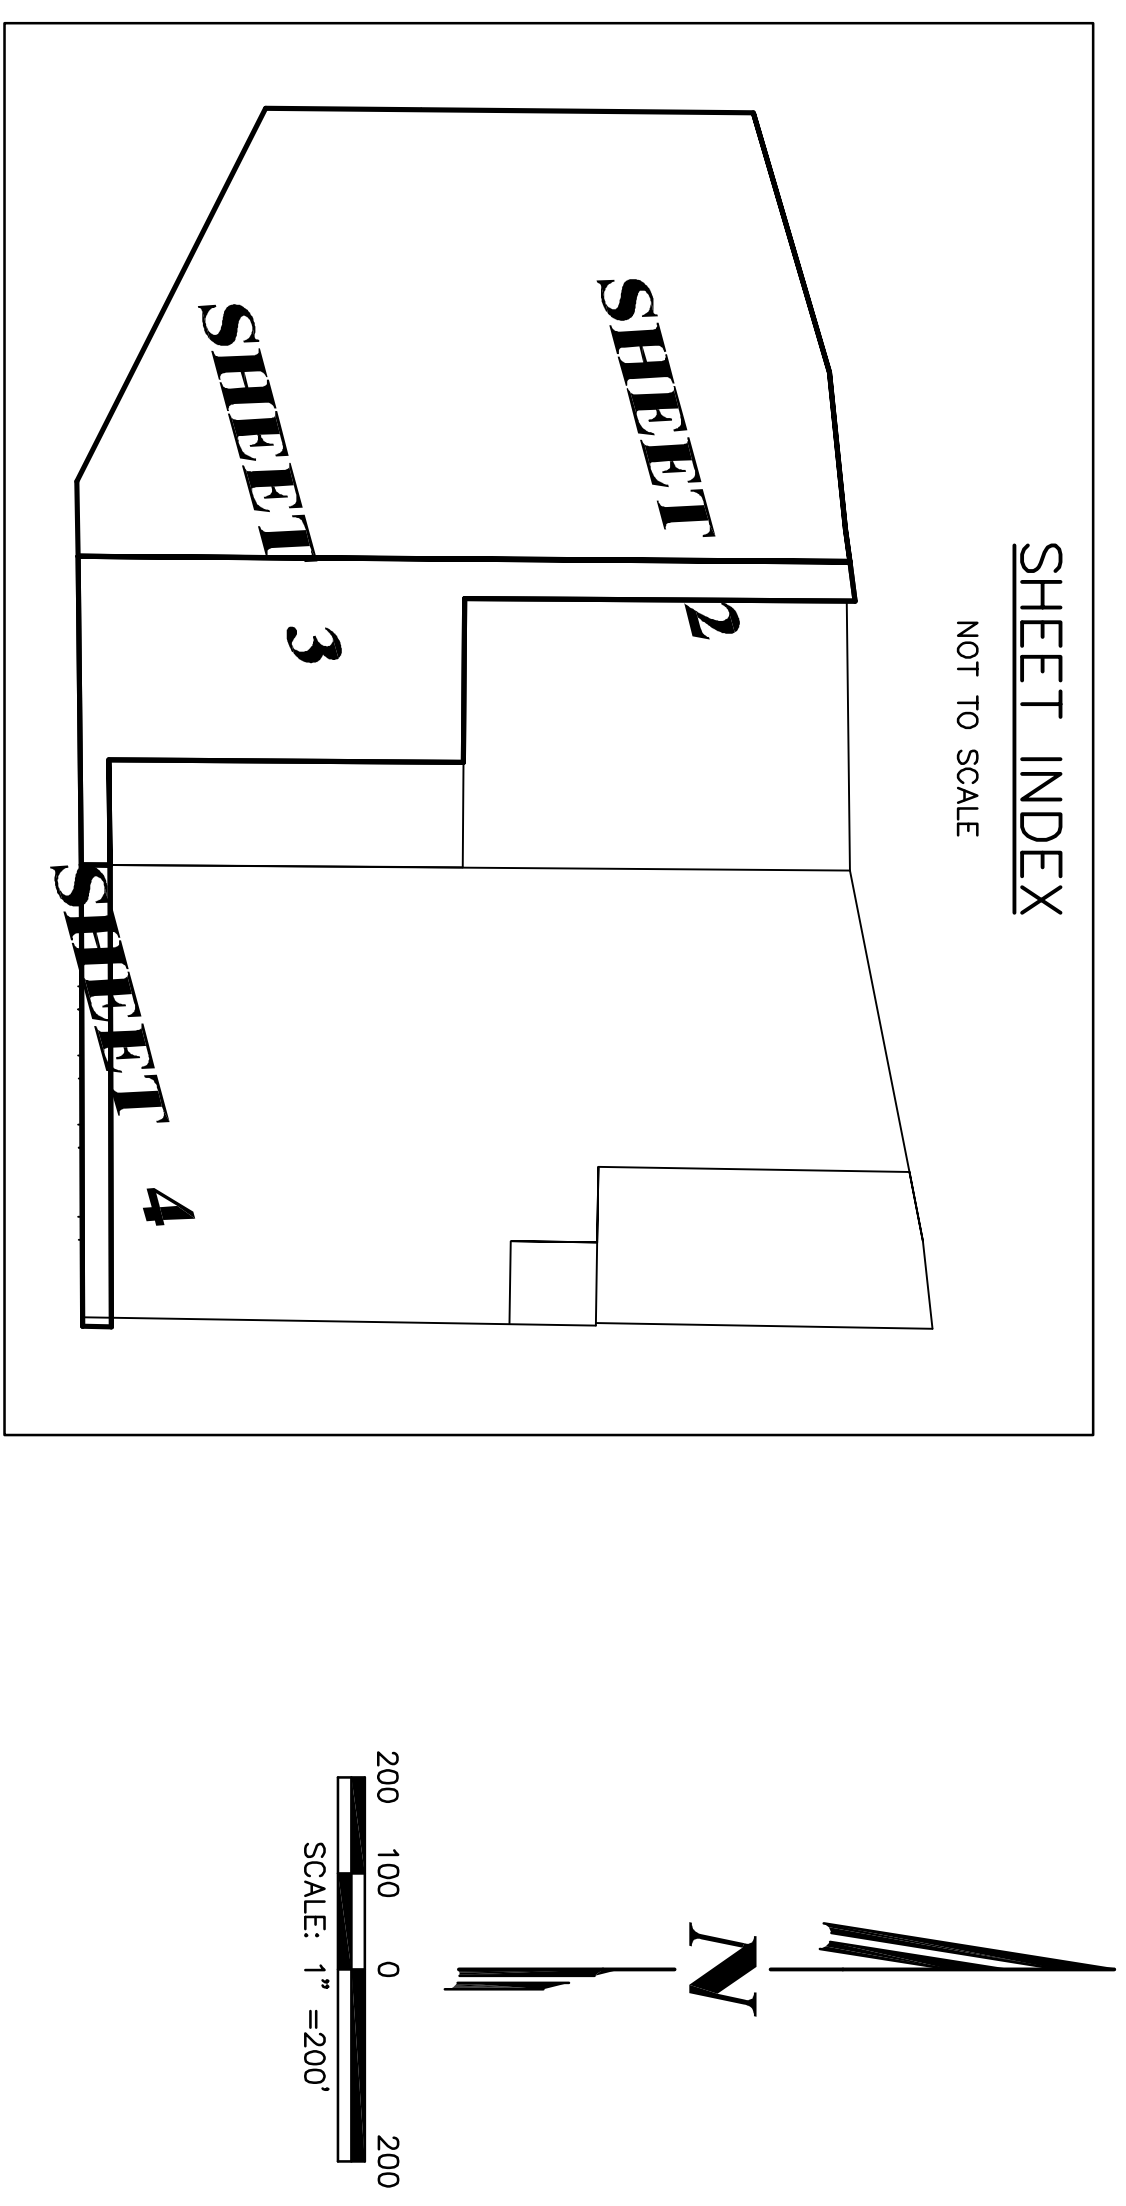 SHEET INDEX
NOT TO SCALE
SHEET 2
SHEET 3
SHEET 4
N
200 100 0 200
SCALE: 1" =200'